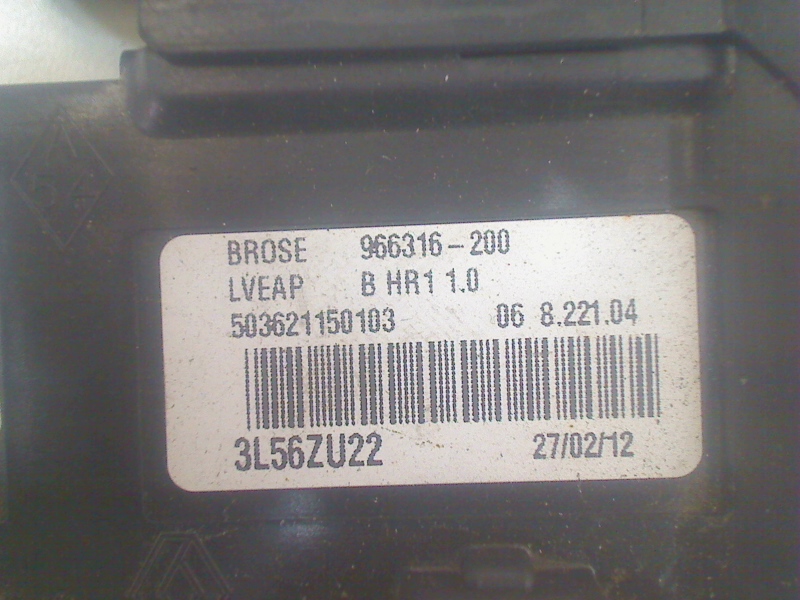 BROSE 966316-200
LVEAP B HR1 1.0
503621150103 06 8.221.04
3L56ZU22 27/02/12